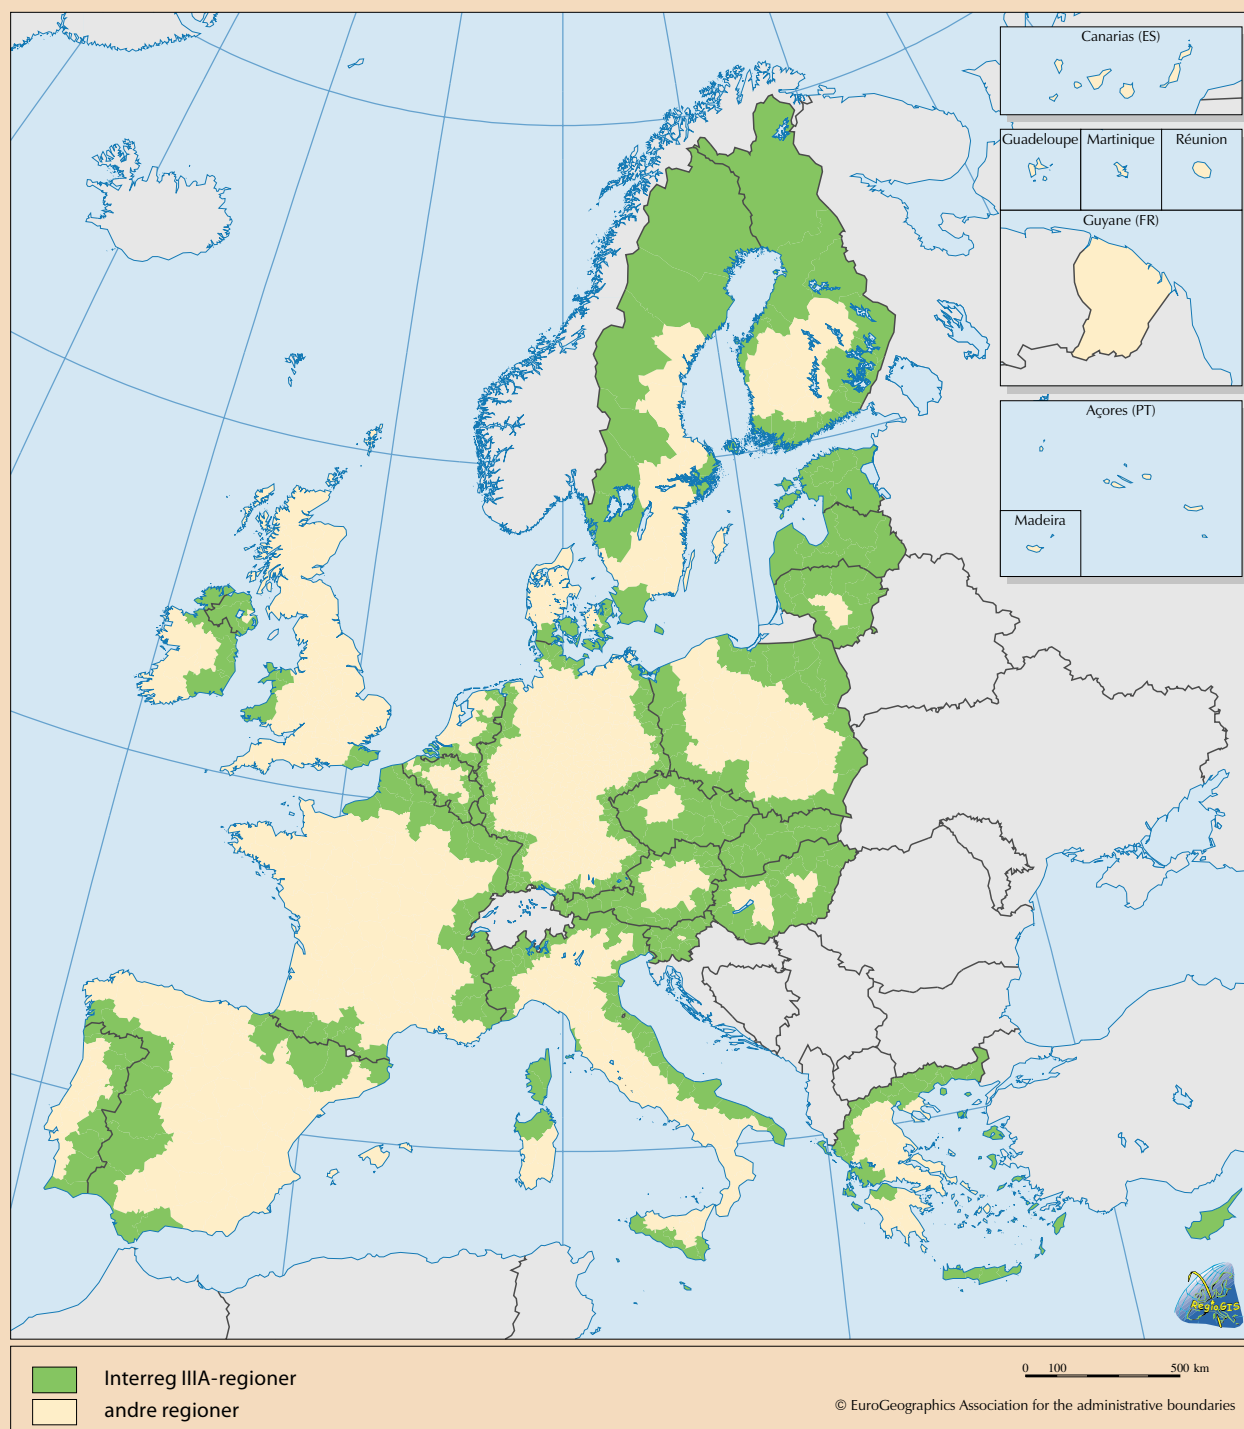 Canarias (ES)
Guadeloupe
Martinique
Réunion
Guyane (FR)
Açores (PT)
Madeira
RegioGIS
Interreg IIIA-regioner
andre regioner
0 100 500 km
© EuroGeographics Association for the administrative boundaries